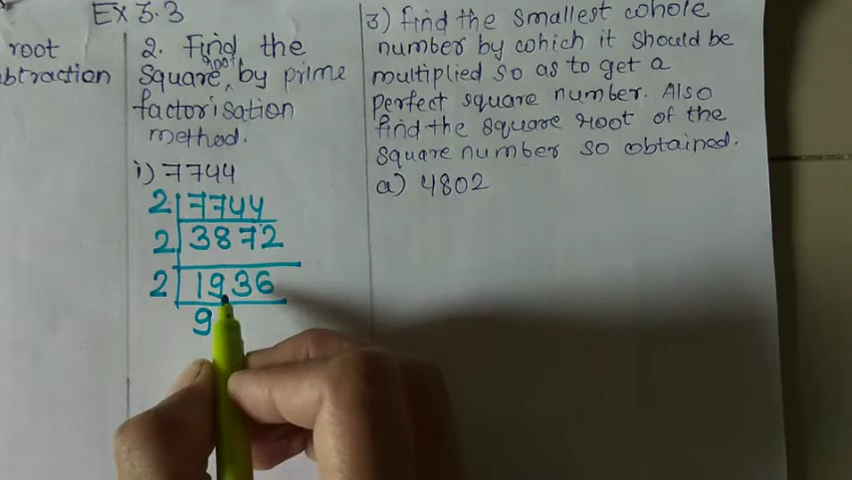 Ex 3.3
root
btraction
2. Find the
Square root by prime
factorisation
method.
i) 7744
2 7744
2 3872
2 1936
9
3) find the smallest cohole
number by cohich it should be
multiplied so as to get a
perfect square number. Also
find the square root of the
square number so obtained.
a) 4802